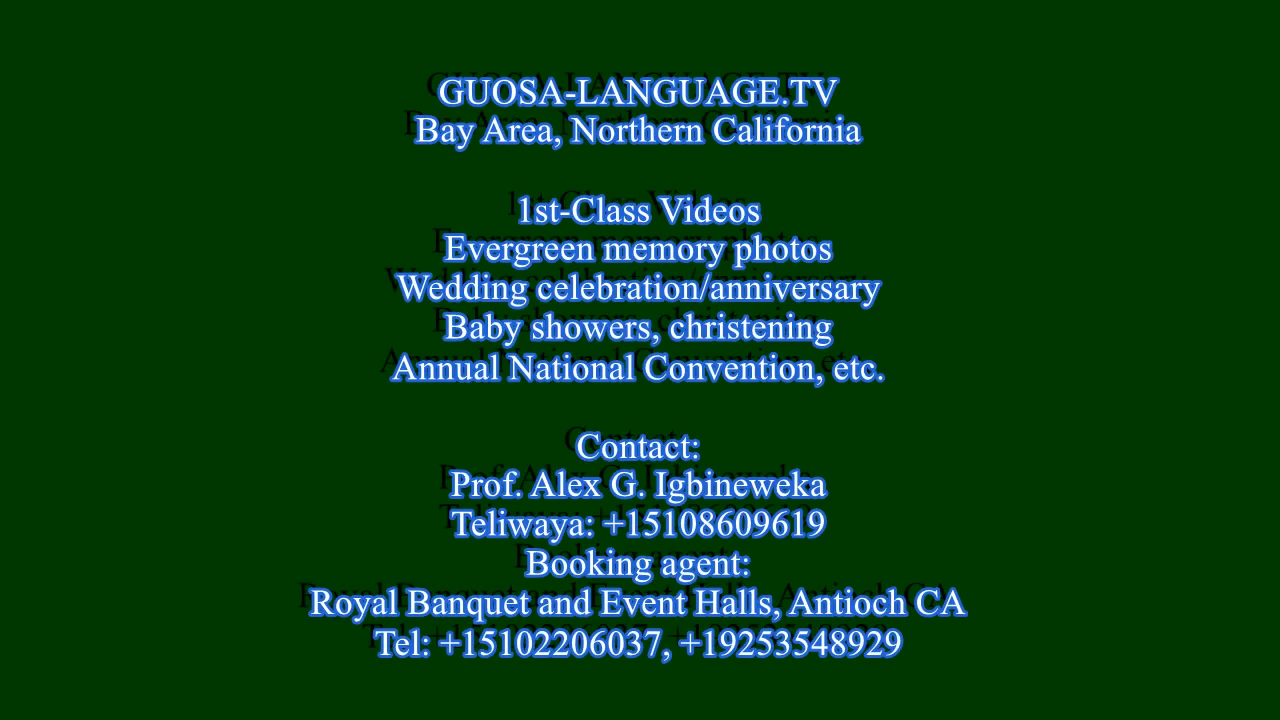 GUOSA-LANGUAGE.TV
Bay Area, Northern California
1st-Class Videos
Evergreen memory photos
Wedding celebration/anniversary
Baby showers, christening
Annual National Convention, etc.
Contact:
Prof. Alex G. Igbineweka
Teliwaya: +15108609619
Booking agent:
Royal Banquet and Event Halls, Antioch CA
Tel: +15102206037, +19253548929